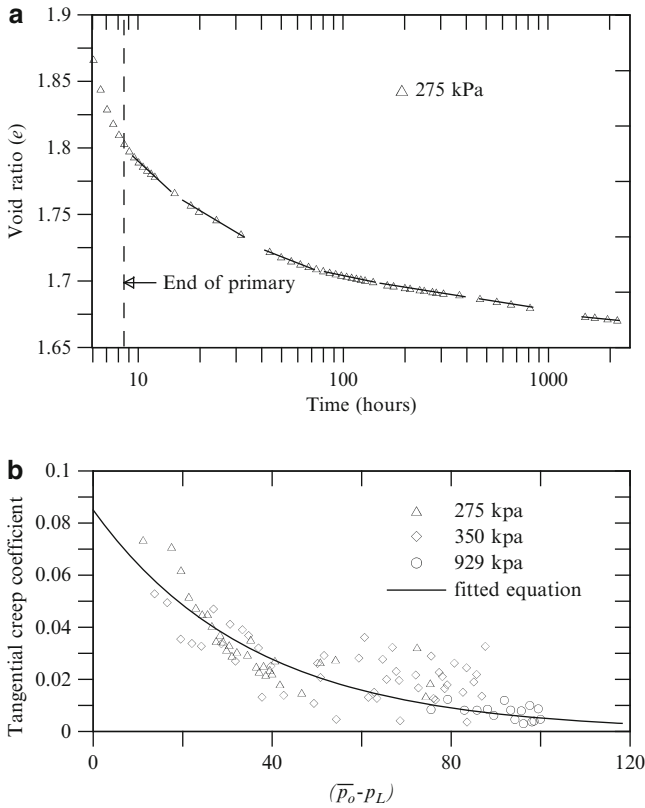 a
1.9
1.85
1.8
1.75
1.7
1.65
Void ratio (e)
275 kPa
End of primary
10
100
1000
Time (hours)
b
0.1
0.08
0.06
0.04
0.02
0
Tangential creep coefficient
275 kpa
350 kpa
929 kpa
fitted equation
0
40
80
120
(p̅o-pL)